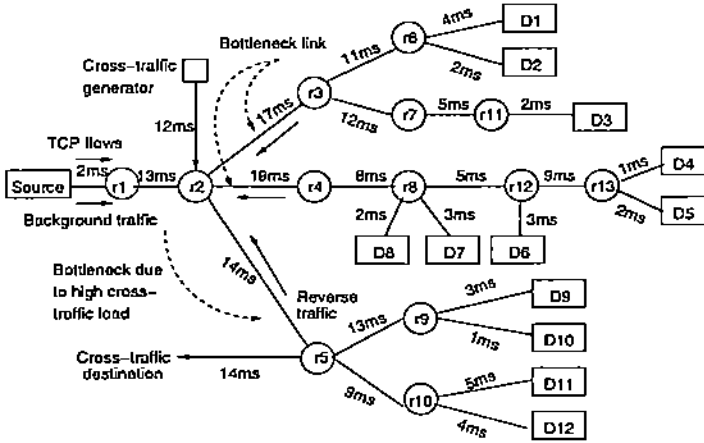 Bottleneck link
Cross-traffic
generator
12ms
TCP flows
2ms
13ms
Source
r1
r2
Background traffic
17ms
r3
11ms
r6
4ms
D1
2ms
D2
12ms
r7
5ms
r11
2ms
D3
r4
8ms
r8
5ms
r12
9ms
r13
1ms
D4
2ms
D5
2ms
D8
3ms
D7
3ms
D6
Bottleneck due
to high cross-
traffic load
14ms
Reverse
traffic
Cross-traffic
destination
14ms
r5
13ms
r9
3ms
D9
1ms
D10
9ms
r10
5ms
D11
4ms
D12